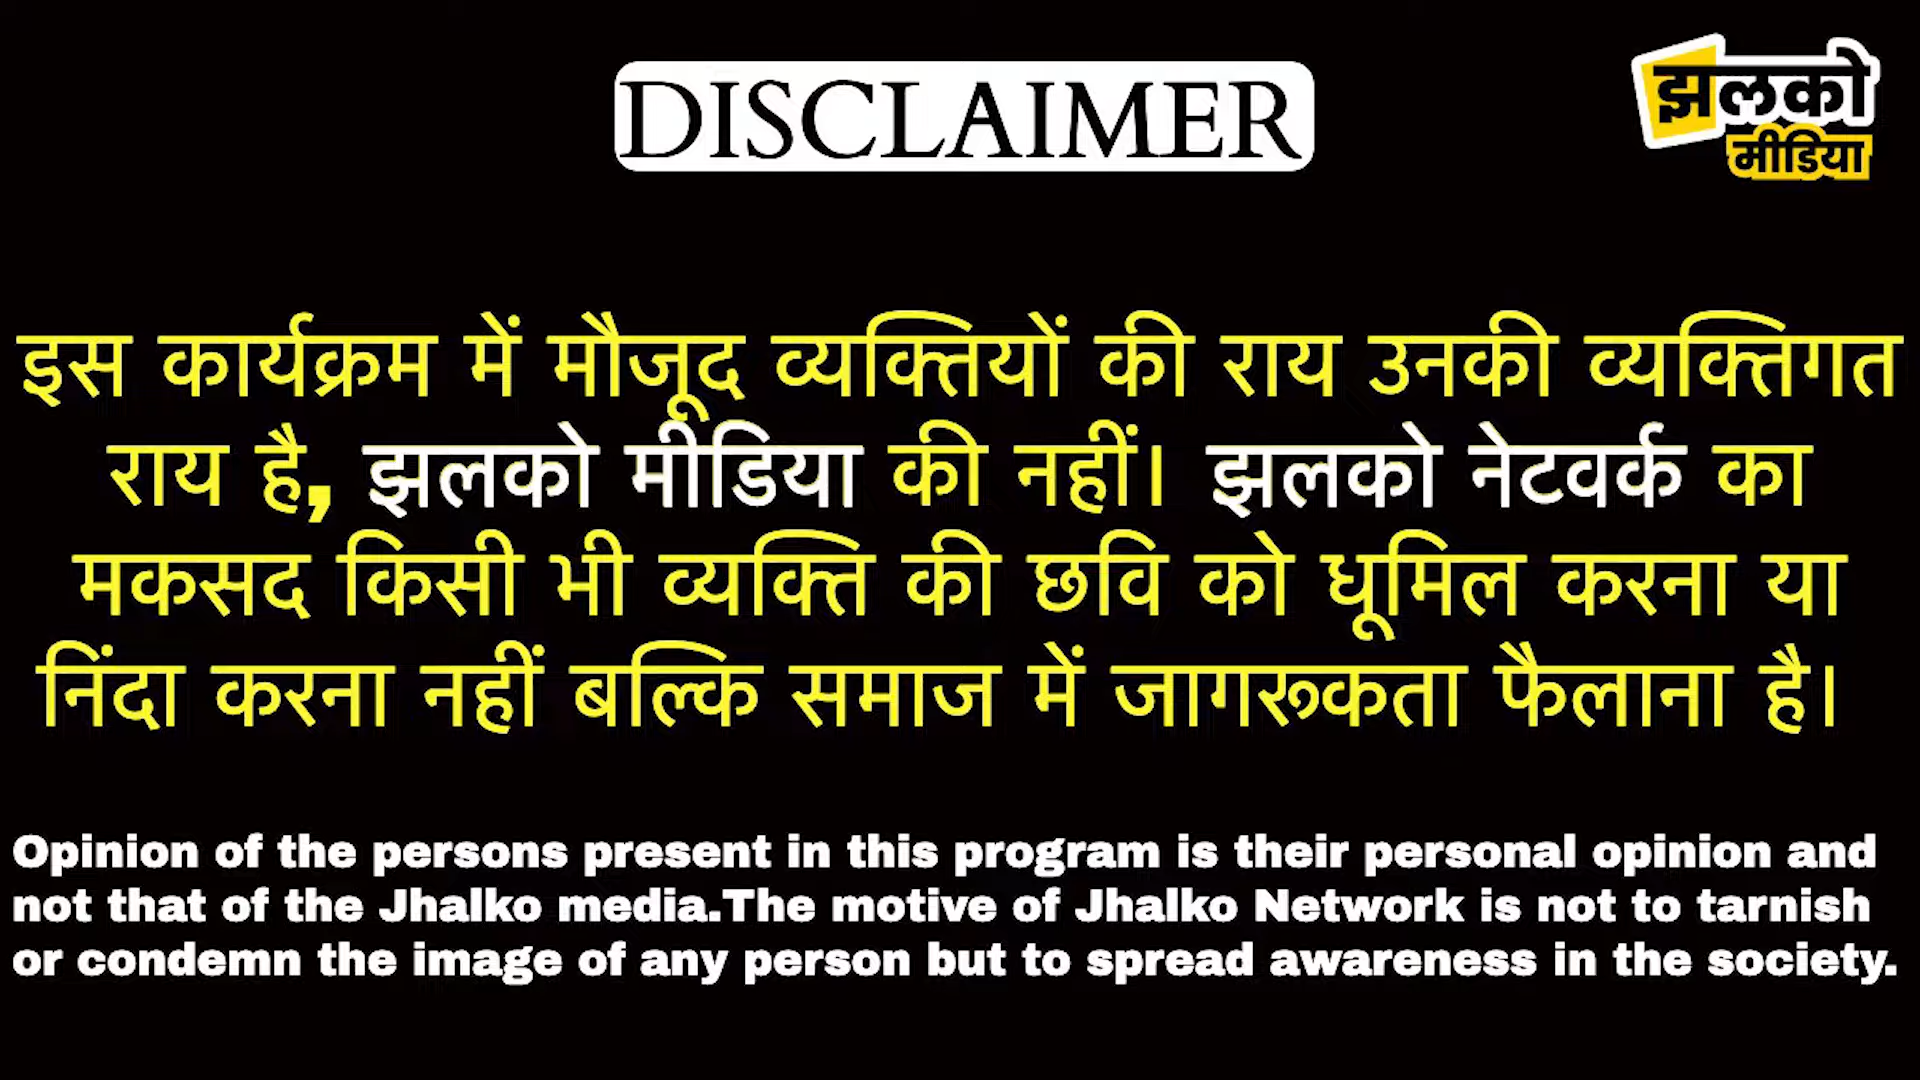 DISCLAIMER
झलको
मीडिया
इस कार्यक्रम में मौजूद व्यक्तियों की राय उनकी व्यक्तिगत
राय है, झलको मीडिया की नहीं। झलको नेटवर्क का
मकसद किसी भी व्यक्ति की छवि को धूमिल करना या
निंदा करना नहीं बल्कि समाज में जागरूकता फैलाना है।
Opinion of the persons present in this program is their personal opinion and
not that of the Jhalko media.The motive of Jhalko Network is not to tarnish
or condemn the image of any person but to spread awareness in the society.